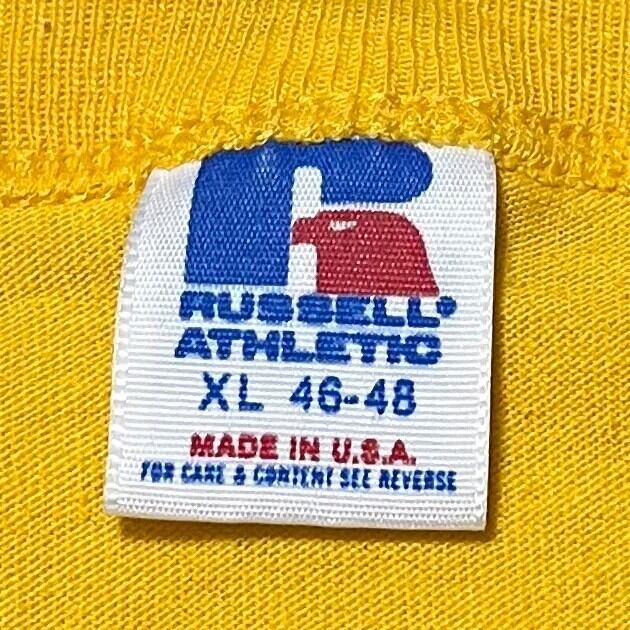 RUSSELL®
ATHLETIC
XL 46-48
MADE IN U.S.A.
FOR CARE & CONTENT SEE REVERSE